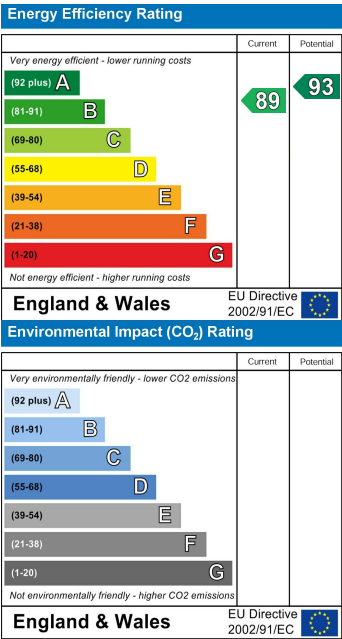 Energy Efficiency Rating
Current Potential
Very energy efficient - lower running costs
(92 plus) A
(81-91) B
(69-80) C
(55-68) D
(39-54) E
(21-38) F
(1-20) G
89
93
Not energy efficient - higher running costs
England & Wales
EU Directive
2002/91/EC
Environmental Impact (CO₂) Rating
Current Potential
Very environmentally friendly - lower CO2 emissions
(92 plus) A
(81-91) B
(69-80) C
(55-68) D
(39-54) E
(21-38) F
(1-20) G
Not environmentally friendly - higher CO2 emissions
England & Wales
EU Directive
2002/91/EC